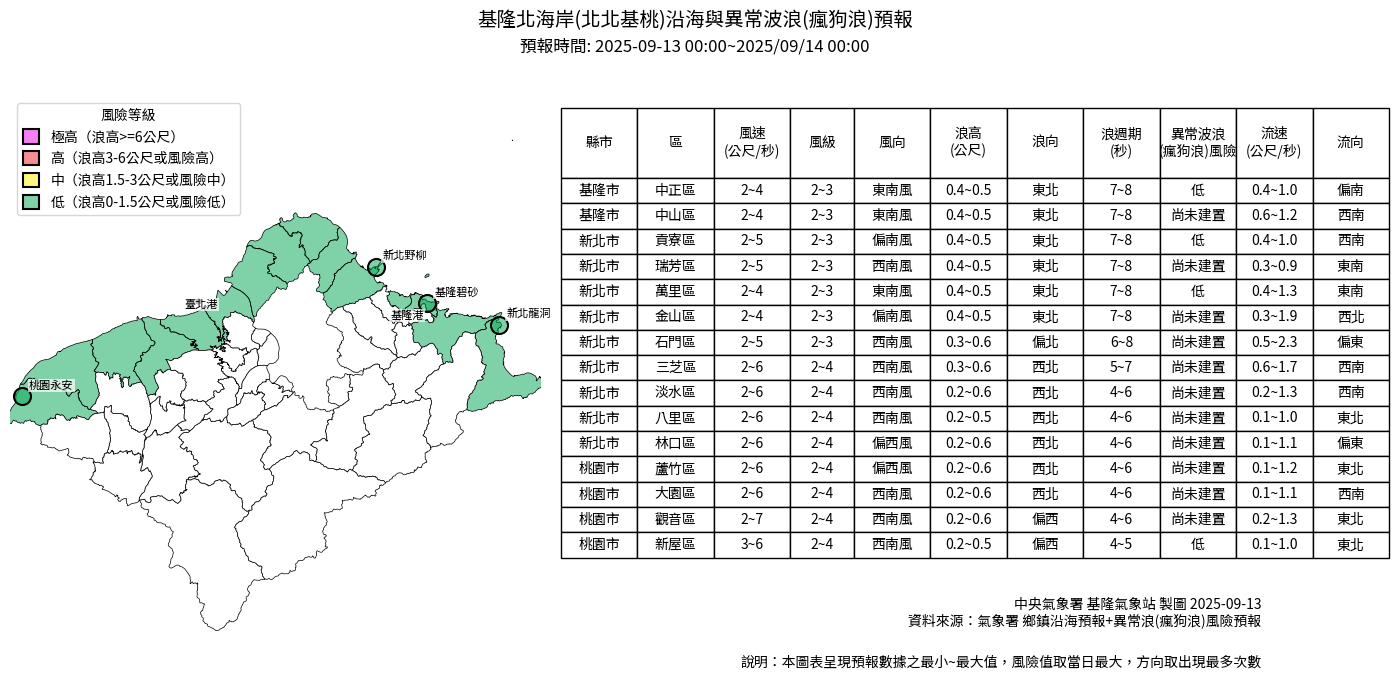 基隆北海岸(北北基桃)沿海與異常波浪(瘋狗浪)預報
預報時間: 2025-09-13 00:00~2025/09/14 00:00
風險等級
極高（浪高>=6公尺）
高（浪高3-6公尺或風險高）
中（浪高1.5-3公尺或風險中）
低（浪高0-1.5公尺或風險低）
新北野柳
基隆碧砂
臺北港
基隆港
新北龍洞
桃園永安
縣市 區 風速(公尺/秒) 風級 風向 浪高(公尺) 浪向 浪週期(秒) 異常波浪(瘋狗浪)風險 流速(公尺/秒) 流向
基隆市 中正區 2~4 2~3 東南風 0.4~0.5 東北 7~8 低 0.4~1.0 偏南
基隆市 中山區 2~4 2~3 東南風 0.4~0.5 東北 7~8 尚未建置 0.6~1.2 西南
新北市 貢寮區 2~5 2~3 偏南風 0.4~0.5 東北 7~8 低 0.4~1.0 西南
新北市 瑞芳區 2~5 2~3 西南風 0.4~0.5 東北 7~8 尚未建置 0.3~0.9 東南
新北市 萬里區 2~4 2~3 東南風 0.4~0.5 東北 7~8 低 0.4~1.3 東南
新北市 金山區 2~4 2~3 偏南風 0.4~0.5 東北 7~8 尚未建置 0.3~1.9 西北
新北市 石門區 2~5 2~3 西南風 0.3~0.6 偏北 6~8 尚未建置 0.5~2.3 偏東
新北市 三芝區 2~6 2~4 西南風 0.3~0.6 西北 5~7 尚未建置 0.6~1.7 西南
新北市 淡水區 2~6 2~4 西南風 0.2~0.6 西北 4~6 尚未建置 0.2~1.3 西南
新北市 八里區 2~6 2~4 西南風 0.2~0.5 西北 4~6 尚未建置 0.1~1.0 東北
新北市 林口區 2~6 2~4 偏西風 0.2~0.6 西北 4~6 尚未建置 0.1~1.1 偏東
桃園市 蘆竹區 2~6 2~4 偏西風 0.2~0.6 西北 4~6 尚未建置 0.1~1.2 東北
桃園市 大園區 2~6 2~4 西南風 0.2~0.6 西北 4~6 尚未建置 0.1~1.1 西南
桃園市 觀音區 2~7 2~4 西南風 0.2~0.6 偏西 4~6 尚未建置 0.2~1.3 東北
桃園市 新屋區 3~6 2~4 西南風 0.2~0.5 偏西 4~5 低 0.1~1.0 東北
中央氣象署 基隆氣象站 製圖 2025-09-13
資料來源：氣象署 鄉鎮沿海預報+異常浪(瘋狗浪)風險預報
說明：本圖表呈現預報數據之最小~最大值，風險值取當日最大，方向取出現最多次數